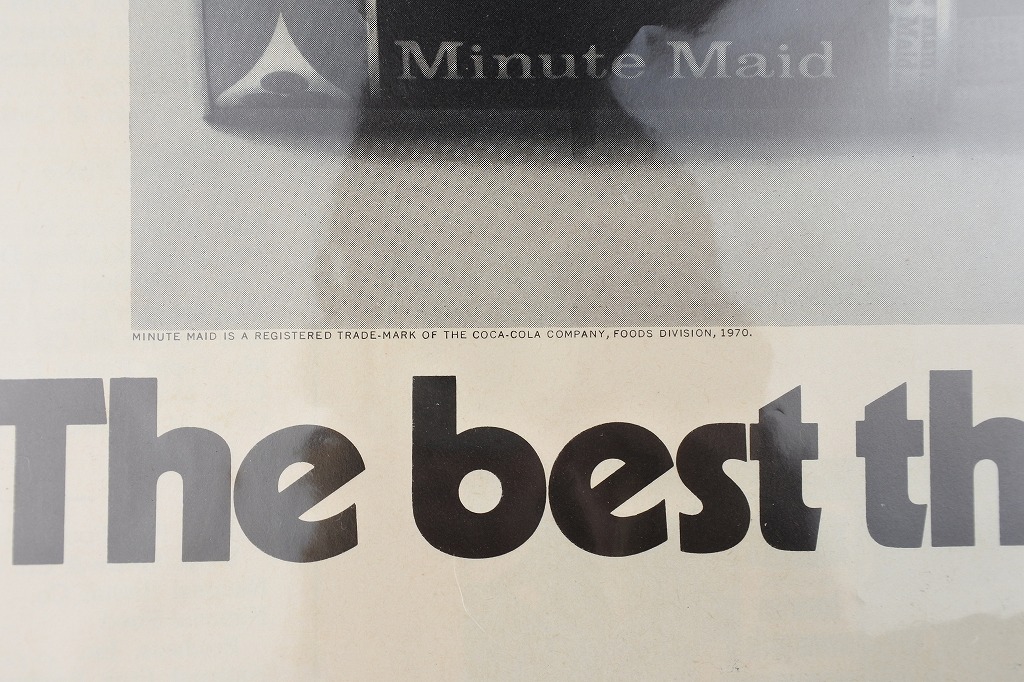 Minute Maid
MINUTE MAID IS A REGISTERED TRADE-MARK OF THE COCA-COLA COMPANY, FOODS DIVISION, 1970.
The best th